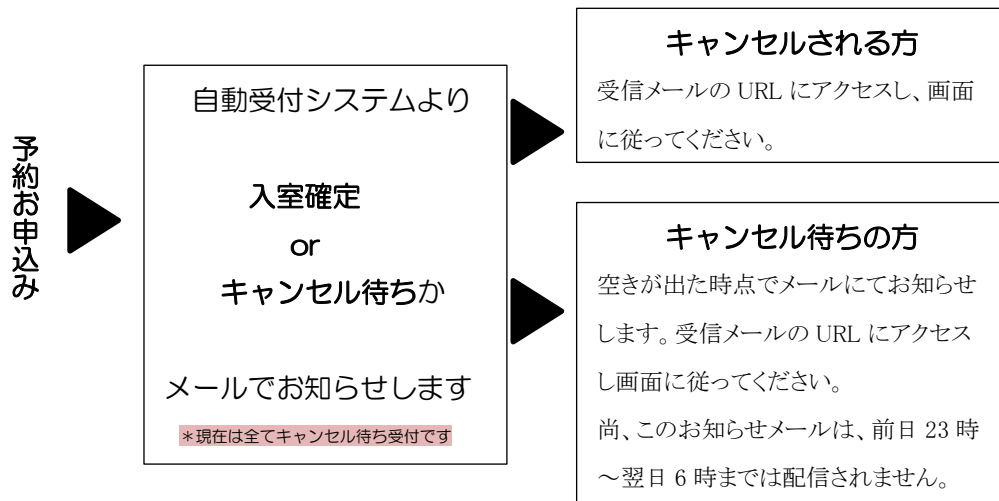 予約お申込み
自動受付システムより
入室確定
or
キャンセル待ちか
メールでお知らせします
＊現在は全てキャンセル待ち受付です
キャンセルされる方
受信メールの URL にアクセスし、画面
に従ってください。
キャンセル待ちの方
空きが出た時点でメールにてお知らせ
します。受信メールの URL にアクセス
し画面に従ってください。
尚、このお知らせメールは、前日 23 時
～翌日 6 時までは配信されません。